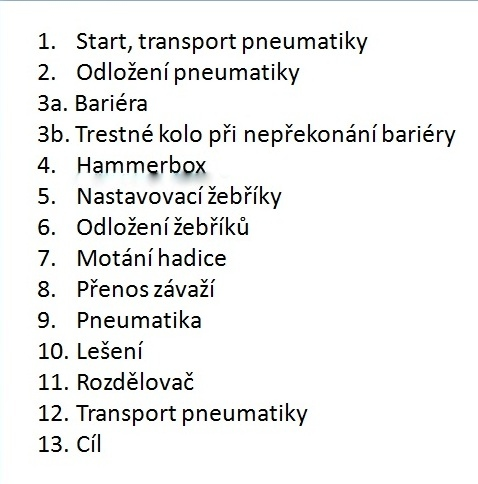 1. Start, transport pneumatiky
2. Odložení pneumatiky
3a. Bariéra
3b. Trestné kolo při nepřekonání bariéry
4. Hammerbox
5. Nastavovací žebříky
6. Odložení žebříků
7. Motání hadice
8. Přenos závaží
9. Pneumatika
10. Lešení
11. Rozdělovač
12. Transport pneumatiky
13. Cíl